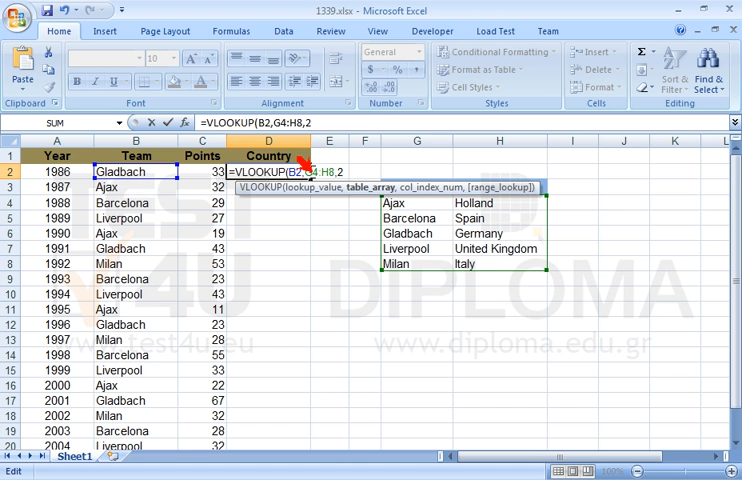 1339.xlsx - Microsoft Excel
Home Insert Page Layout Formulas Data Review View Developer Load Test Team
Paste
Clipboard
10
B I U
A A
Font
Alignment
General
$ % ,
Number
Conditional Formatting
Format as Table
Cell Styles
Styles
Insert
Delete
Format
Cells
Σ
Sort & Filter
Find & Select
Editing
SUM =VLOOKUP(B2,G4:H8,2
A B C D E F G H I J K L
1 Year Team Points Country
2 1986 Gladbach 33 =VLOOKUP(B2,G4:H8,2
VLOOKUP(lookup_value, table_array, col_index_num, [range_lookup])
3 1987 Ajax 32
4 1988 Barcelona 29 Ajax Holland
5 1989 Liverpool 27 Barcelona Spain
6 1990 Ajax 19 Gladbach Germany
7 1991 Gladbach 43 Liverpool United Kingdom
8 1992 Milan 53 Milan Italy
9 1993 Barcelona 23
10 1994 Liverpool 43
11 1995 Ajax 11
12 1996 Gladbach 23
13 1997 Milan 28
14 1998 Barcelona 55
15 1999 Liverpool 33
16 2000 Ajax 22
17 2001 Gladbach 67
18 2002 Milan 32
19 2003 Barcelona 28
20 2004 Liverpool 32
TEST
4U DIPLOMA
www.test4u.eu www.diploma.edu.gr
Sheet1
Edit 100%